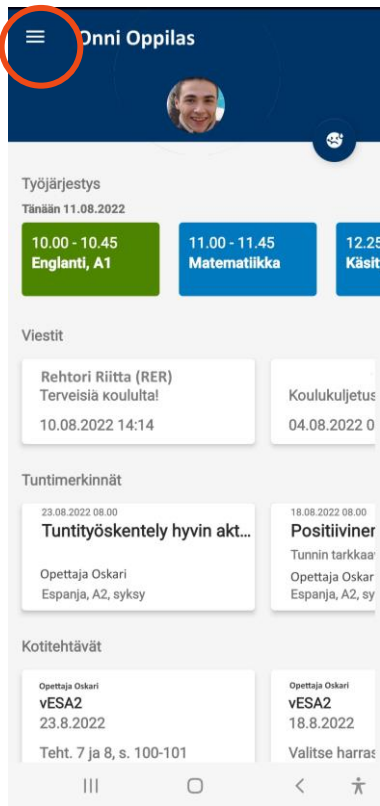 Onni Oppilas
Työjärjestys
Tänään 11.08.2022
10.00 - 10.45
Englanti, A1
11.00 - 11.45
Matematiikka
12.25
Käsit
Viestit
Rehtori Riitta (RER)
Terveisiä koululta!
10.08.2022 14:14
Koulukuljetus
04.08.2022 0
Tuntimerkinnät
23.08.2022 08.00
Tuntityöskentely hyvin akt...
Opettaja Oskari
Espanja, A2, syksy
18.08.2022 08.00
Positiivinen
Tunnin tarkkaa
Opettaja Oskar
Espanja, A2, sy
Kotitehtävät
Opettaja Oskari
vESA2
23.8.2022
Teht. 7 ja 8, s. 100-101
Opettaja Oskari
vESA2
18.8.2022
Valitse harras